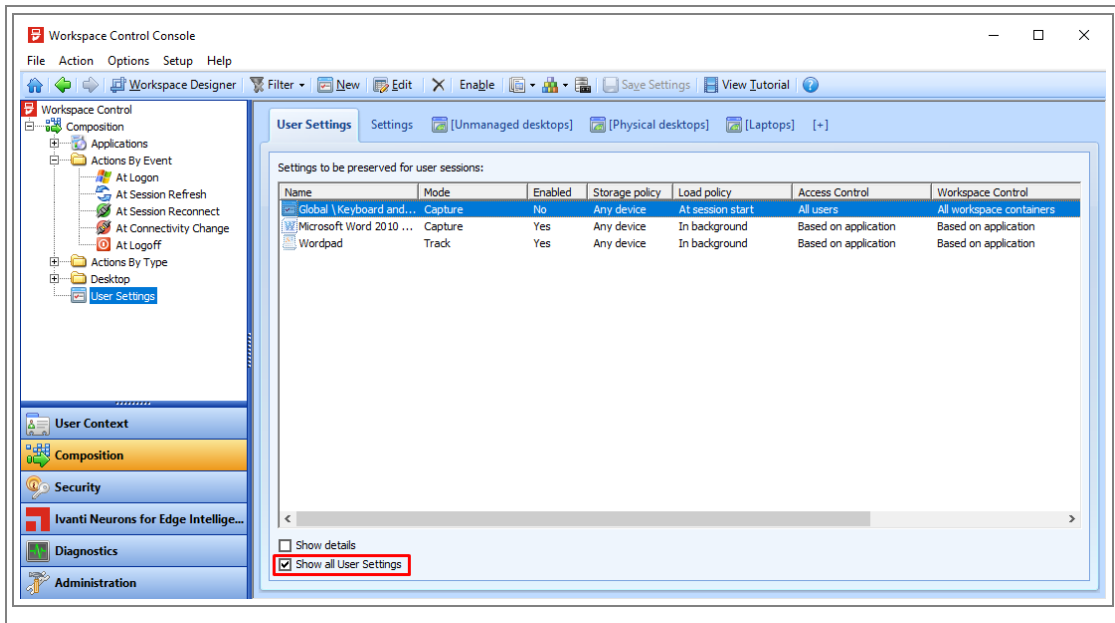 Workspace Control Console
File Action Options Setup Help
Workspace Designer Filter New Edit Enable Save Settings View Tutorial
Workspace Control
Composition
Applications
Actions By Event
At Logon
At Session Refresh
At Session Reconnect
At Connectivity Change
At Logoff
Actions By Type
Desktop
User Settings
User Context
Composition
Security
Ivanti Neurons for Edge Intellige...
Diagnostics
Administration
User Settings Settings [Unmanaged desktops] [Physical desktops] [Laptops] [+]
Settings to be preserved for user sessions:
Name Mode Enabled Storage policy Load policy Access Control Workspace Control
Global \ Keyboard and... Capture No Any device At session start All users All workspace containers
Microsoft Word 2010 ... Capture Yes Any device In background Based on application Based on application
Wordpad Track Yes Any device In background Based on application Based on application
Show details
Show all User Settings